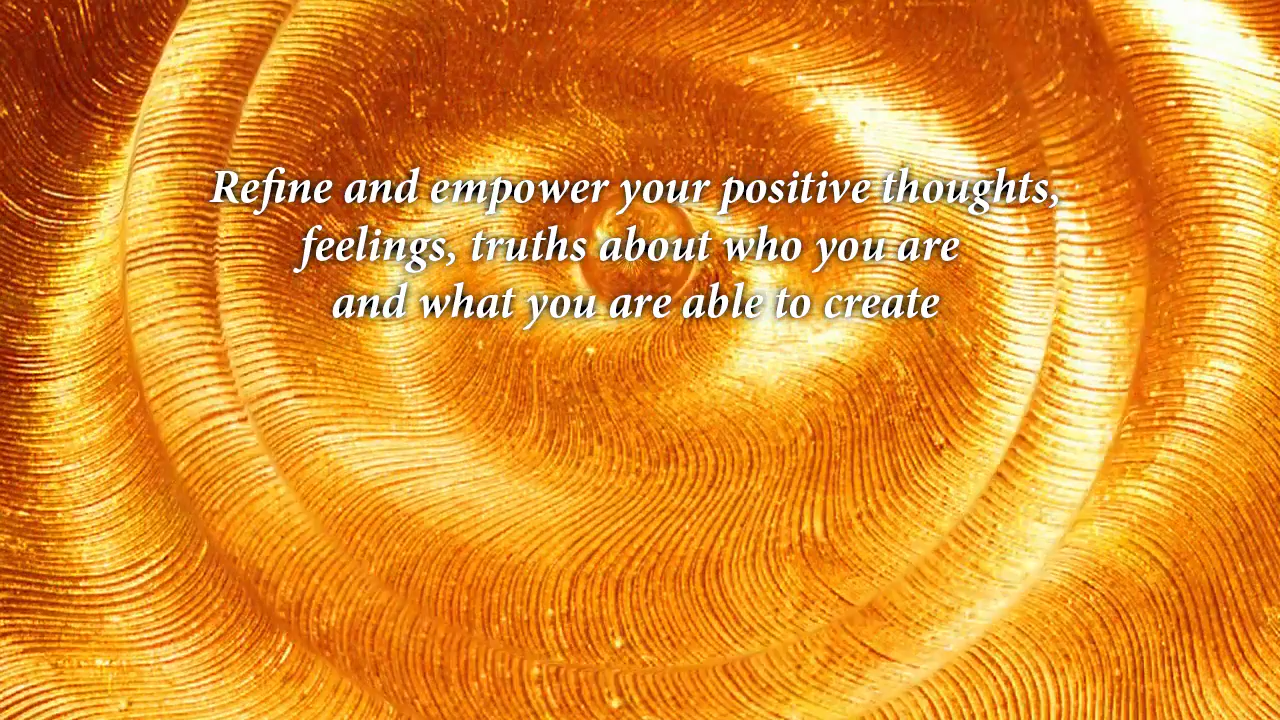 Refine and empower your positive thoughts,
feelings, truths about who you are
and what you are able to create